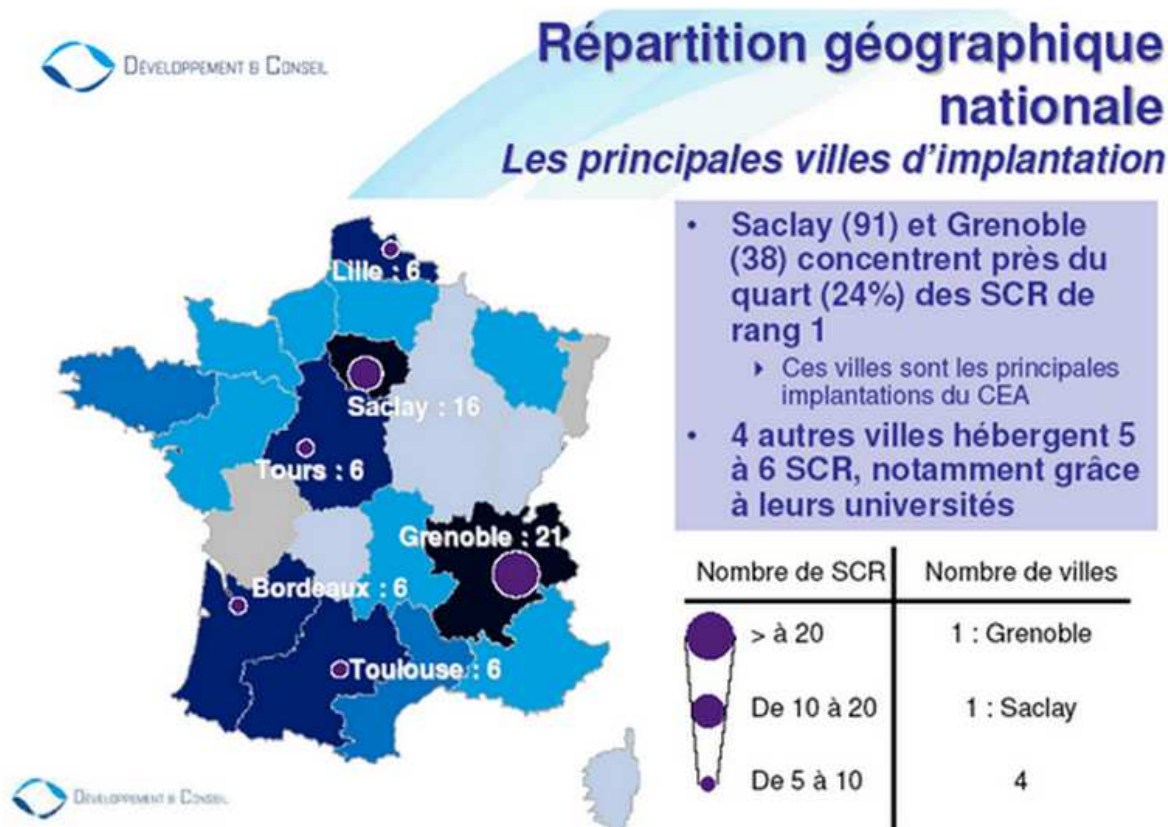 DÉVELOPPEMENT & CONSEIL
Répartition géographique
nationale
Les principales villes d'implantation
Lille : 6
Saclay : 16
Tours : 6
Grenoble : 21
Bordeaux : 6
Toulouse : 6
• Saclay (91) et Grenoble
(38) concentrent près du
quart (24%) des SCR de
rang 1
Ces villes sont les principales
implantations du CEA
• 4 autres villes hébergent 5
à 6 SCR, notamment grâce
à leurs universités
Nombre de SCR Nombre de villes
> à 20 1 : Grenoble
De 10 à 20 1 : Saclay
De 5 à 10 4
DÉVELOPPEMENT & CONSEIL